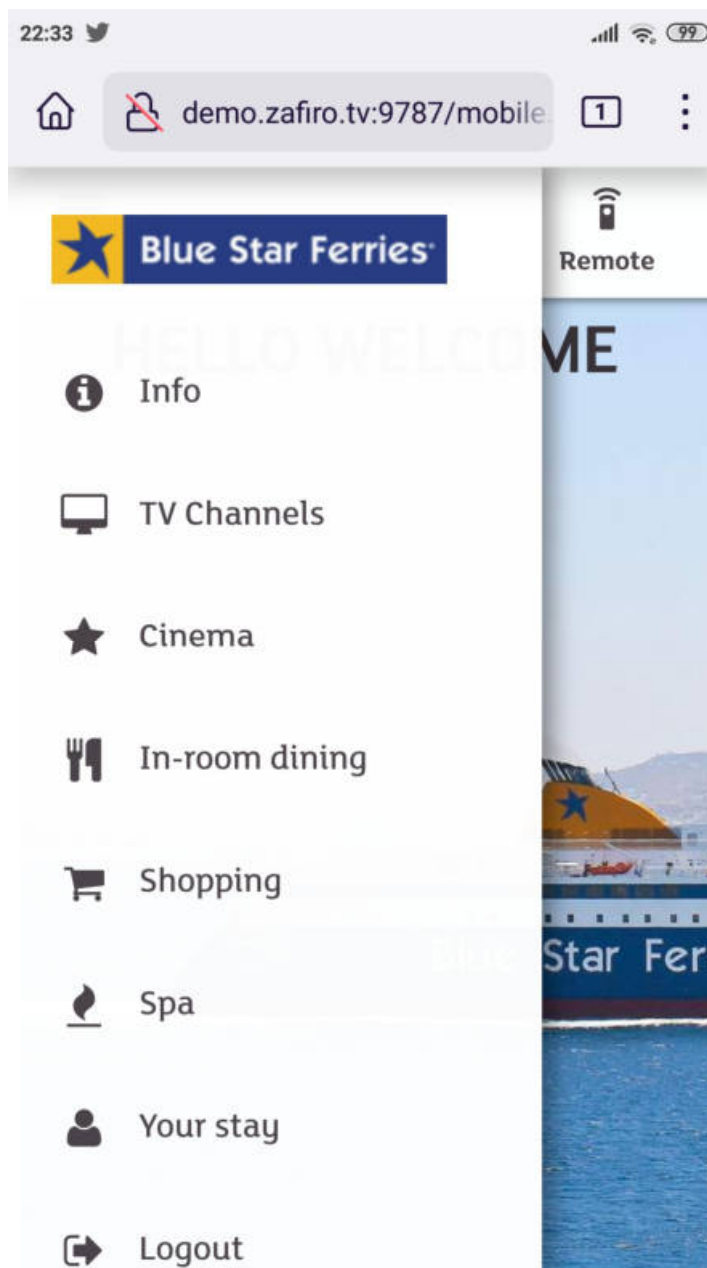 22:33
99
demo.zafiro.tv:9787/mobile
1
Blue Star Ferries
Remote
HELLO WELCOME
Info
TV Channels
Cinema
In-room dining
Shopping
Blue Star Fer
Spa
Your stay
Logout